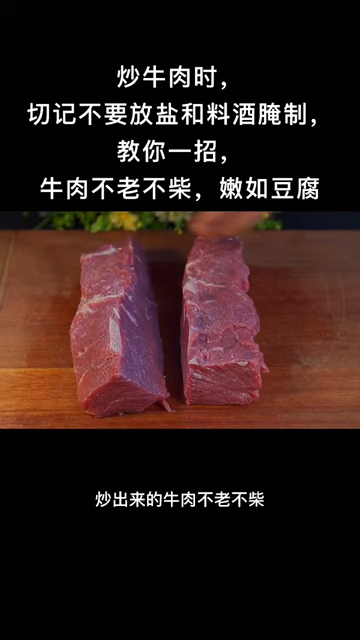 炒牛肉时，
切记不要放盐和料酒腌制，
教你一招，
牛肉不老不柴，嫩如豆腐
炒出来的牛肉不老不柴